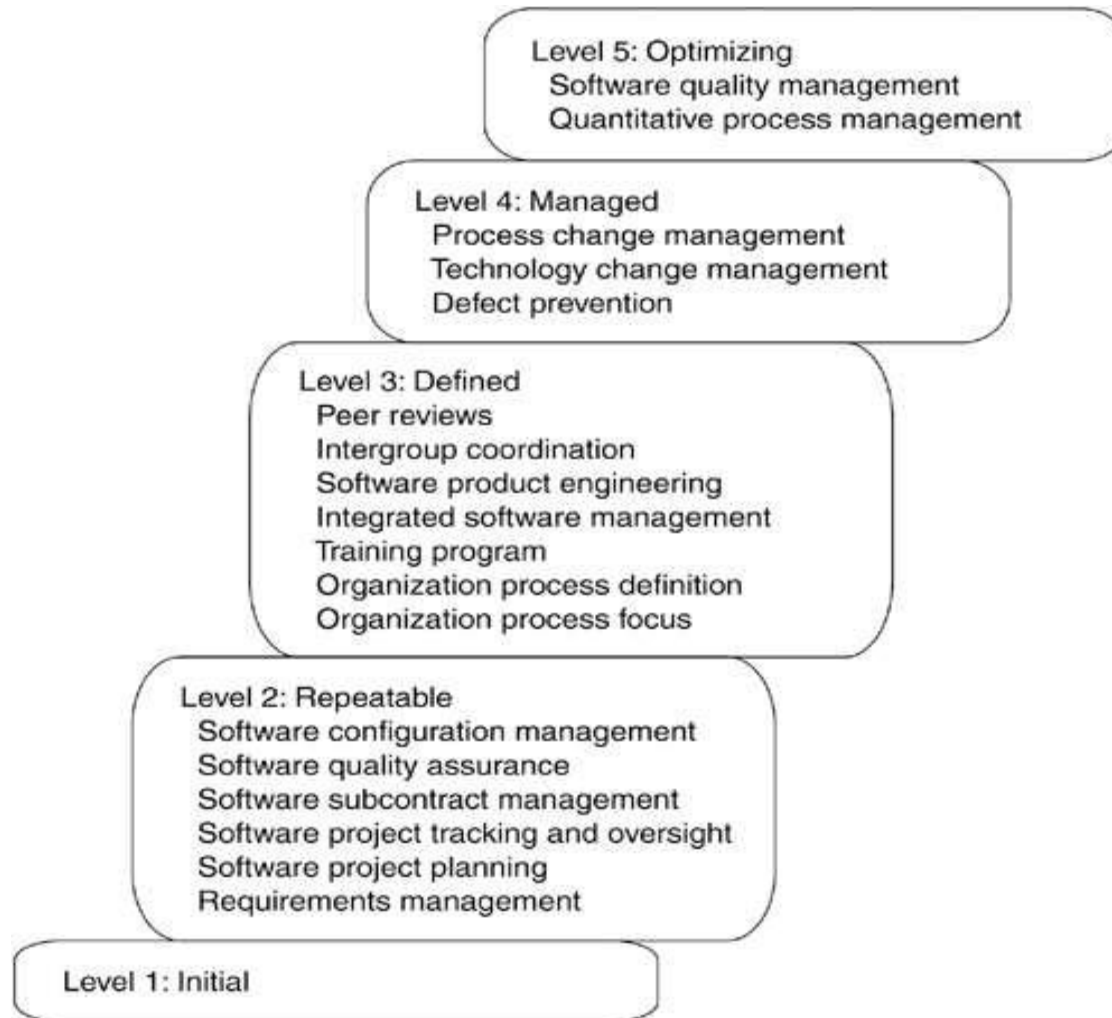 Level 5: Optimizing
Software quality management
Quantitative process management
Level 4: Managed
Process change management
Technology change management
Defect prevention
Level 3: Defined
Peer reviews
Intergroup coordination
Software product engineering
Integrated software management
Training program
Organization process definition
Organization process focus
Level 2: Repeatable
Software configuration management
Software quality assurance
Software subcontract management
Software project tracking and oversight
Software project planning
Requirements management
Level 1: Initial